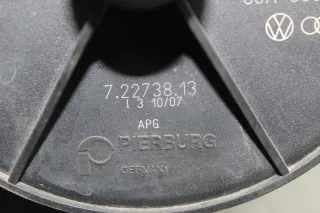 7.22738.13
1 3 10/07
APG
PIERBURG
GERMANY